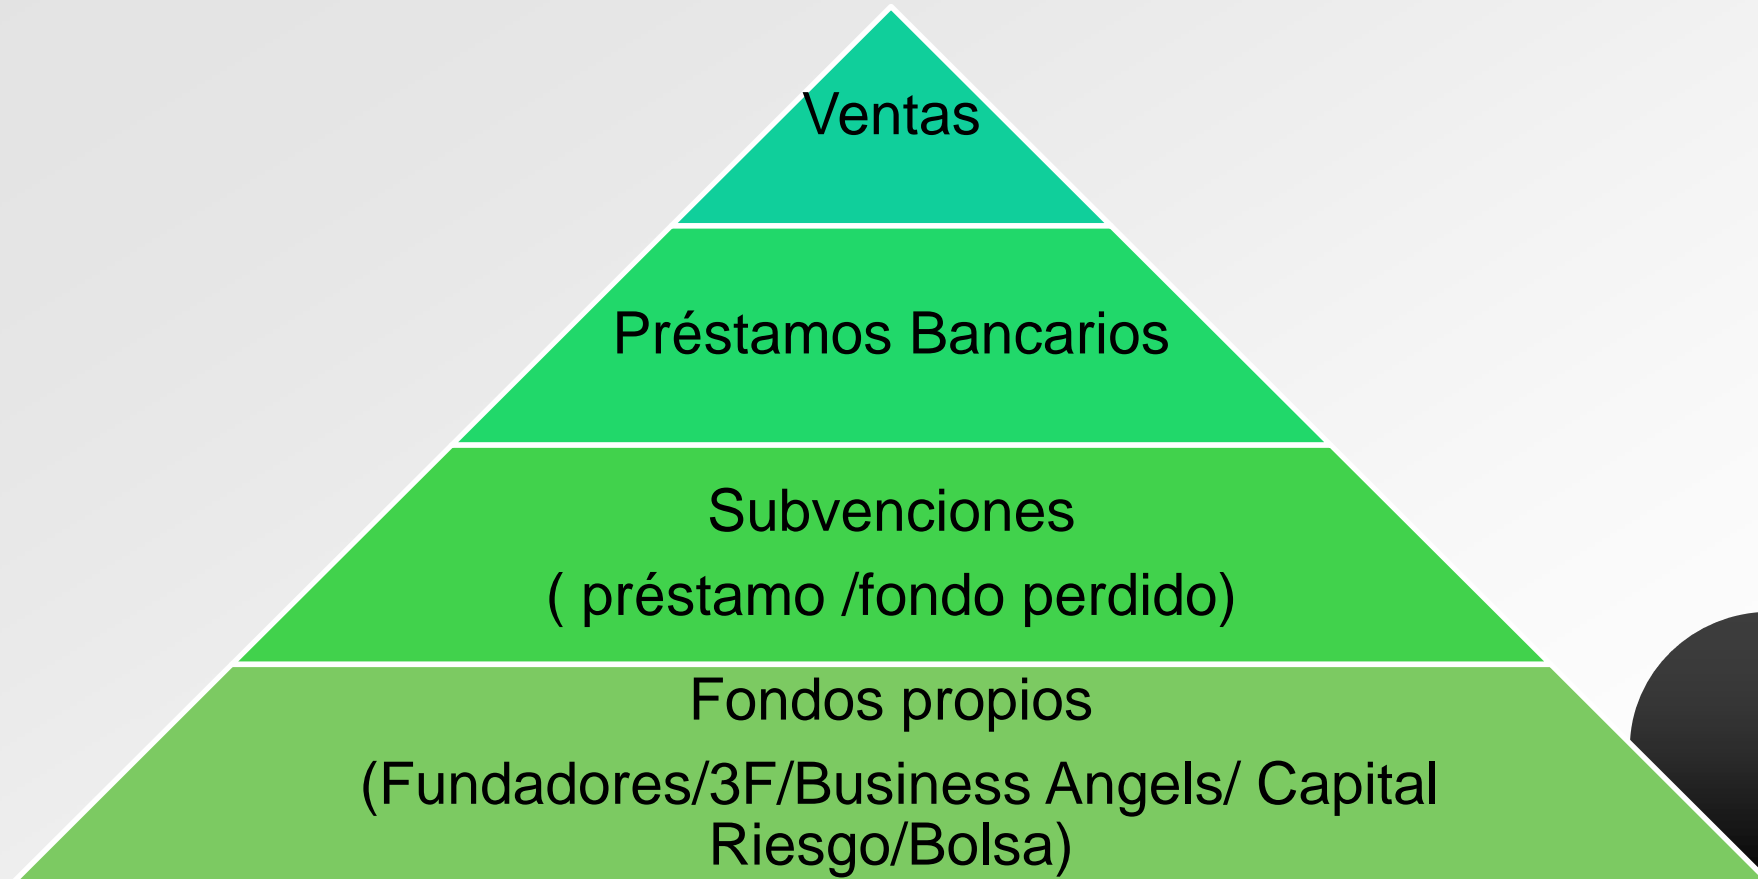 Ventas
Préstamos Bancarios
Subvenciones
( préstamo /fondo perdido)
Fondos propios
(Fundadores/3F/Business Angels/ Capital
Riesgo/Bolsa)